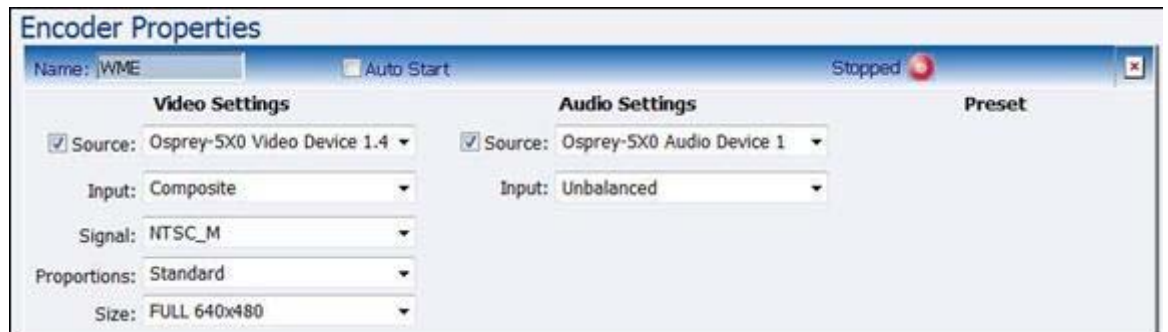 Encoder Properties
Name: WME Auto Start Stopped
Video Settings Audio Settings Preset
Source: Osprey-5X0 Video Device 1.4 Source: Osprey-5X0 Audio Device 1
Input: Composite Input: Unbalanced
Signal: NTSC_M
Proportions: Standard
Size: FULL 640x480